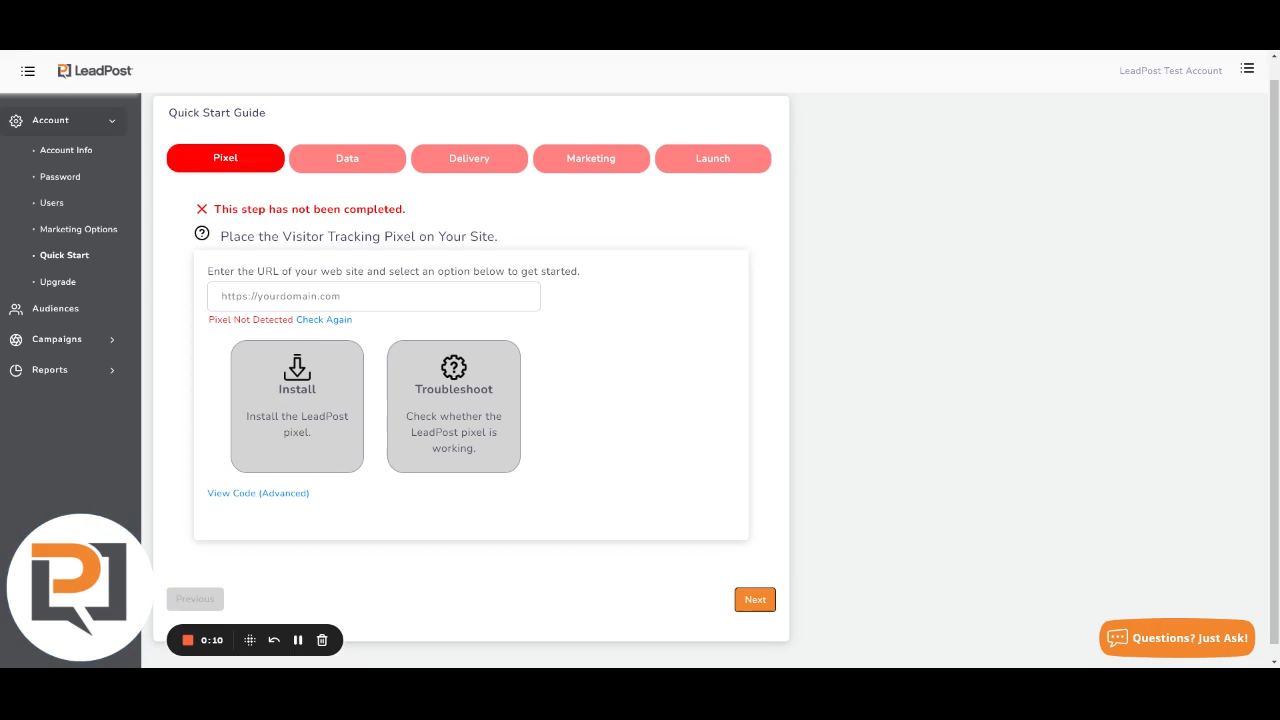 LeadPost
LeadPost Test Account
Account
Account Info
Password
Users
Marketing Options
Quick Start
Upgrade
Audiences
Campaigns
Reports
Quick Start Guide
Pixel
Data
Delivery
Marketing
Launch
This step has not been completed.
Place the Visitor Tracking Pixel on Your Site.
Enter the URL of your web site and select an option below to get started.
https://yourdomain.com
Pixel Not Detected Check Again
Install
Install the LeadPost
pixel.
Troubleshoot
Check whether the
LeadPost pixel is
working.
View Code (Advanced)
Previous
Next
0:10
Questions? Just Ask!